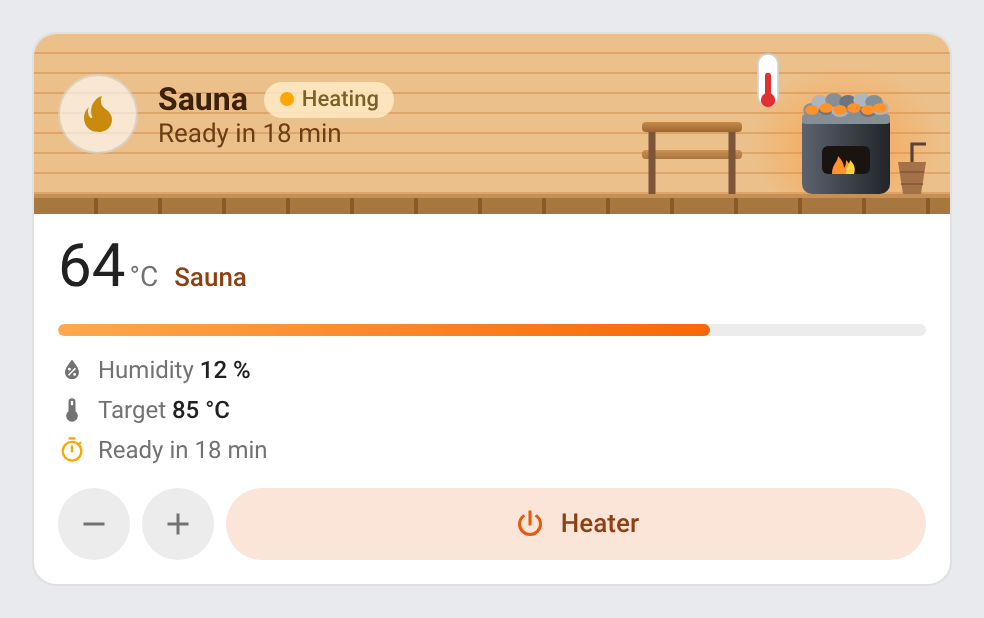 Sauna Heating
Ready in 18 min
64 °C Sauna
Humidity 12 %
Target 85 °C
Ready in 18 min
− + Heater